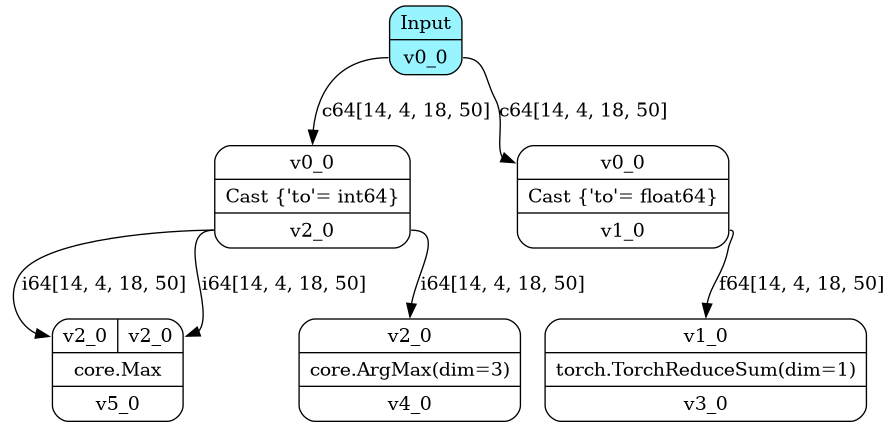 Input
v0_0
c64[14, 4, 18, 50]
c64[14, 4, 18, 50]
v0_0
Cast {'to'= int64}
v2_0
v0_0
Cast {'to'= float64}
v1_0
i64[14, 4, 18, 50]
i64[14, 4, 18, 50]
i64[14, 4, 18, 50]
f64[14, 4, 18, 50]
v2_0 v2_0
core.Max
v5_0
v2_0
core.ArgMax(dim=3)
v4_0
v1_0
torch.TorchReduceSum(dim=1)
v3_0